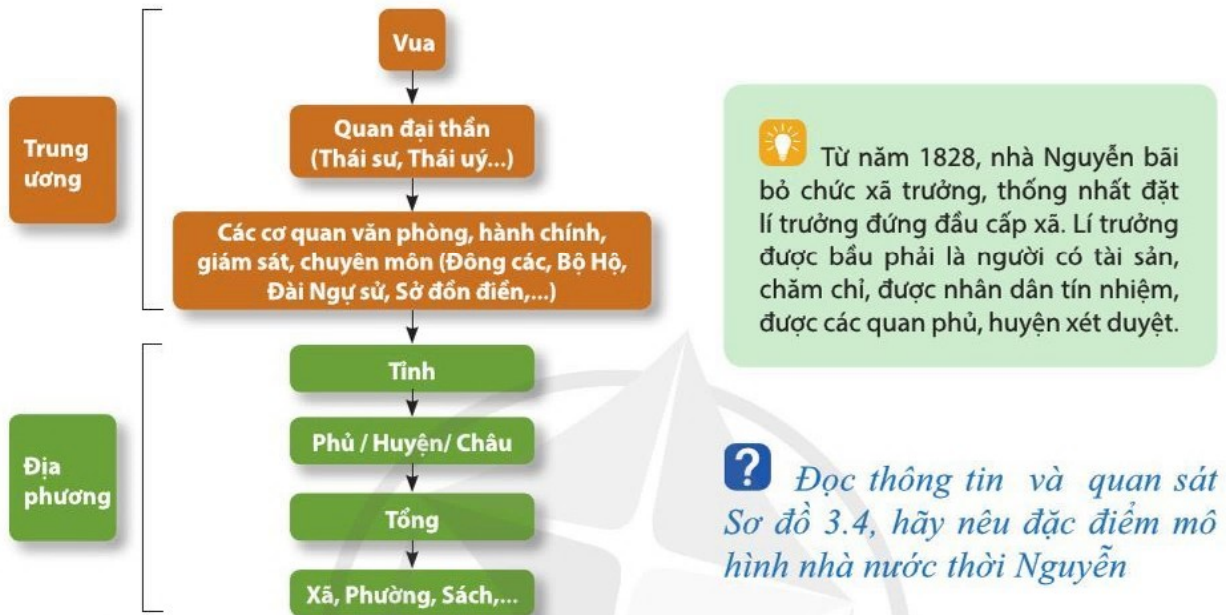 Trung
ương
Vua
Quan đại thần
(Thái sư, Thái uý...)
Các cơ quan văn phòng, hành chính,
giám sát, chuyên môn (Đông các, Bộ Hộ,
Đài Ngự sử, Sở đồn điền,...)
Địa
phương
Tỉnh
Phủ / Huyện/ Châu
Tổng
Xã, Phường, Sách,...
Từ năm 1828, nhà Nguyễn bãi
bỏ chức xã trưởng, thống nhất đặt
lí trưởng đứng đầu cấp xã. Lí trưởng
được bầu phải là người có tài sản,
chăm chỉ, được nhân dân tín nhiệm,
được các quan phủ, huyện xét duyệt.
? Đọc thông tin và quan sát
Sơ đồ 3.4, hãy nêu đặc điểm mô
hình nhà nước thời Nguyễn